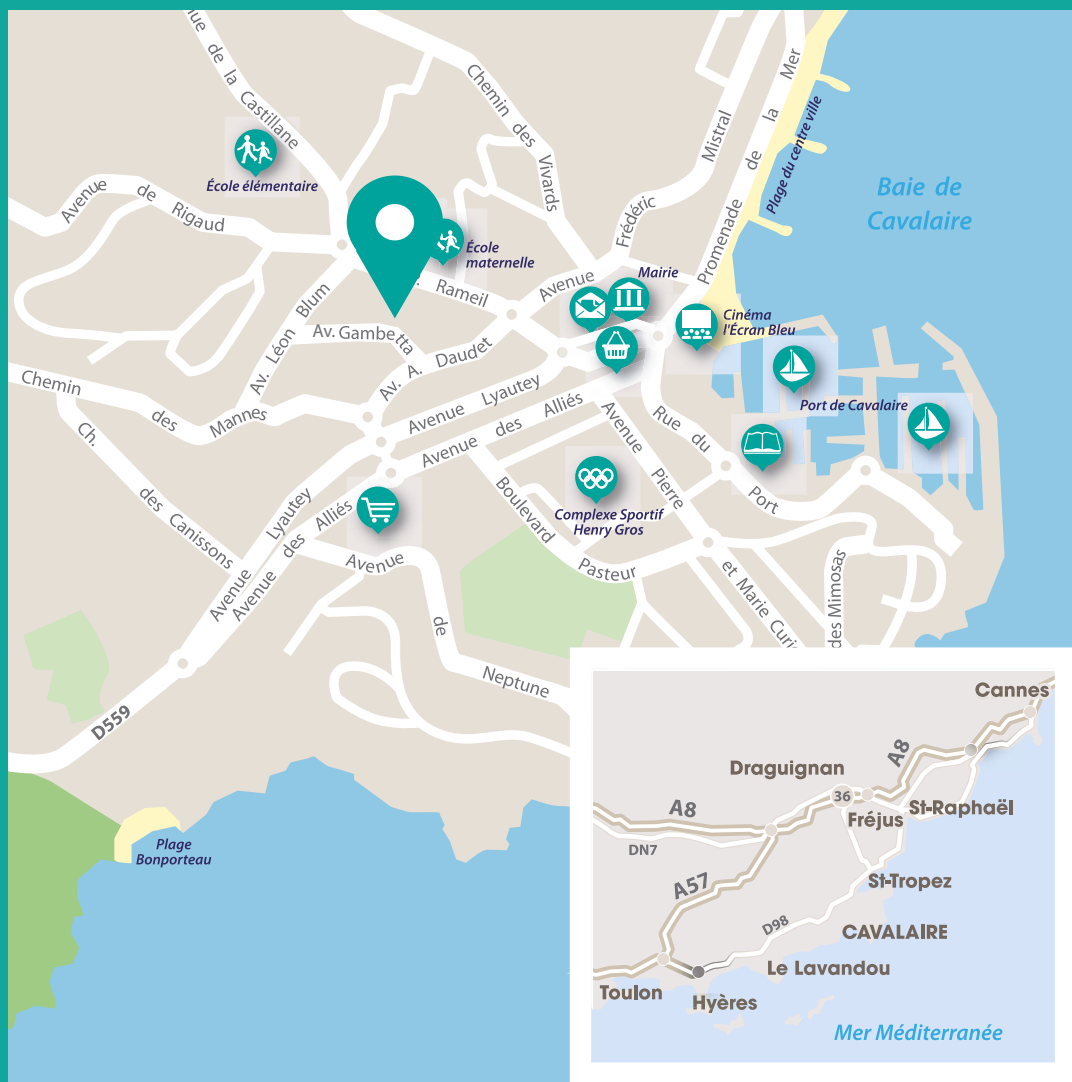 ue de la Castillane
Chemin des Vivards
Frédéric Mistral
Promenade de la Mer
Plage du centre ville
Baie de
Cavalaire
École élémentaire
Avenue de Rigaud
École
maternelle
Rameil
Avenue
Mairie
Cinéma
l'Écran Bleu
Av. Léon Blum
Av. Gambetta
Av. A. Daudet
Chemin des Mannes
Avenue Lyautey
Avenue des Alliés
Port de Cavalaire
Rue du Port
Avenue Pierre et Marie Curi
Ch. des Canissons
Boulevard Pasteur
Complexe Sportif
Henry Gros
Avenue Lyautey
Avenue des Alliés
Avenue de Neptune
des Mimosas
D559
Plage
Bonporteau
Cannes
A8
Draguignan
36
St-Raphaël
Fréjus
A8
DN7
A57
St-Tropez
D98
CAVALAIRE
Le Lavandou
Toulon
Hyères
Mer Méditerranée